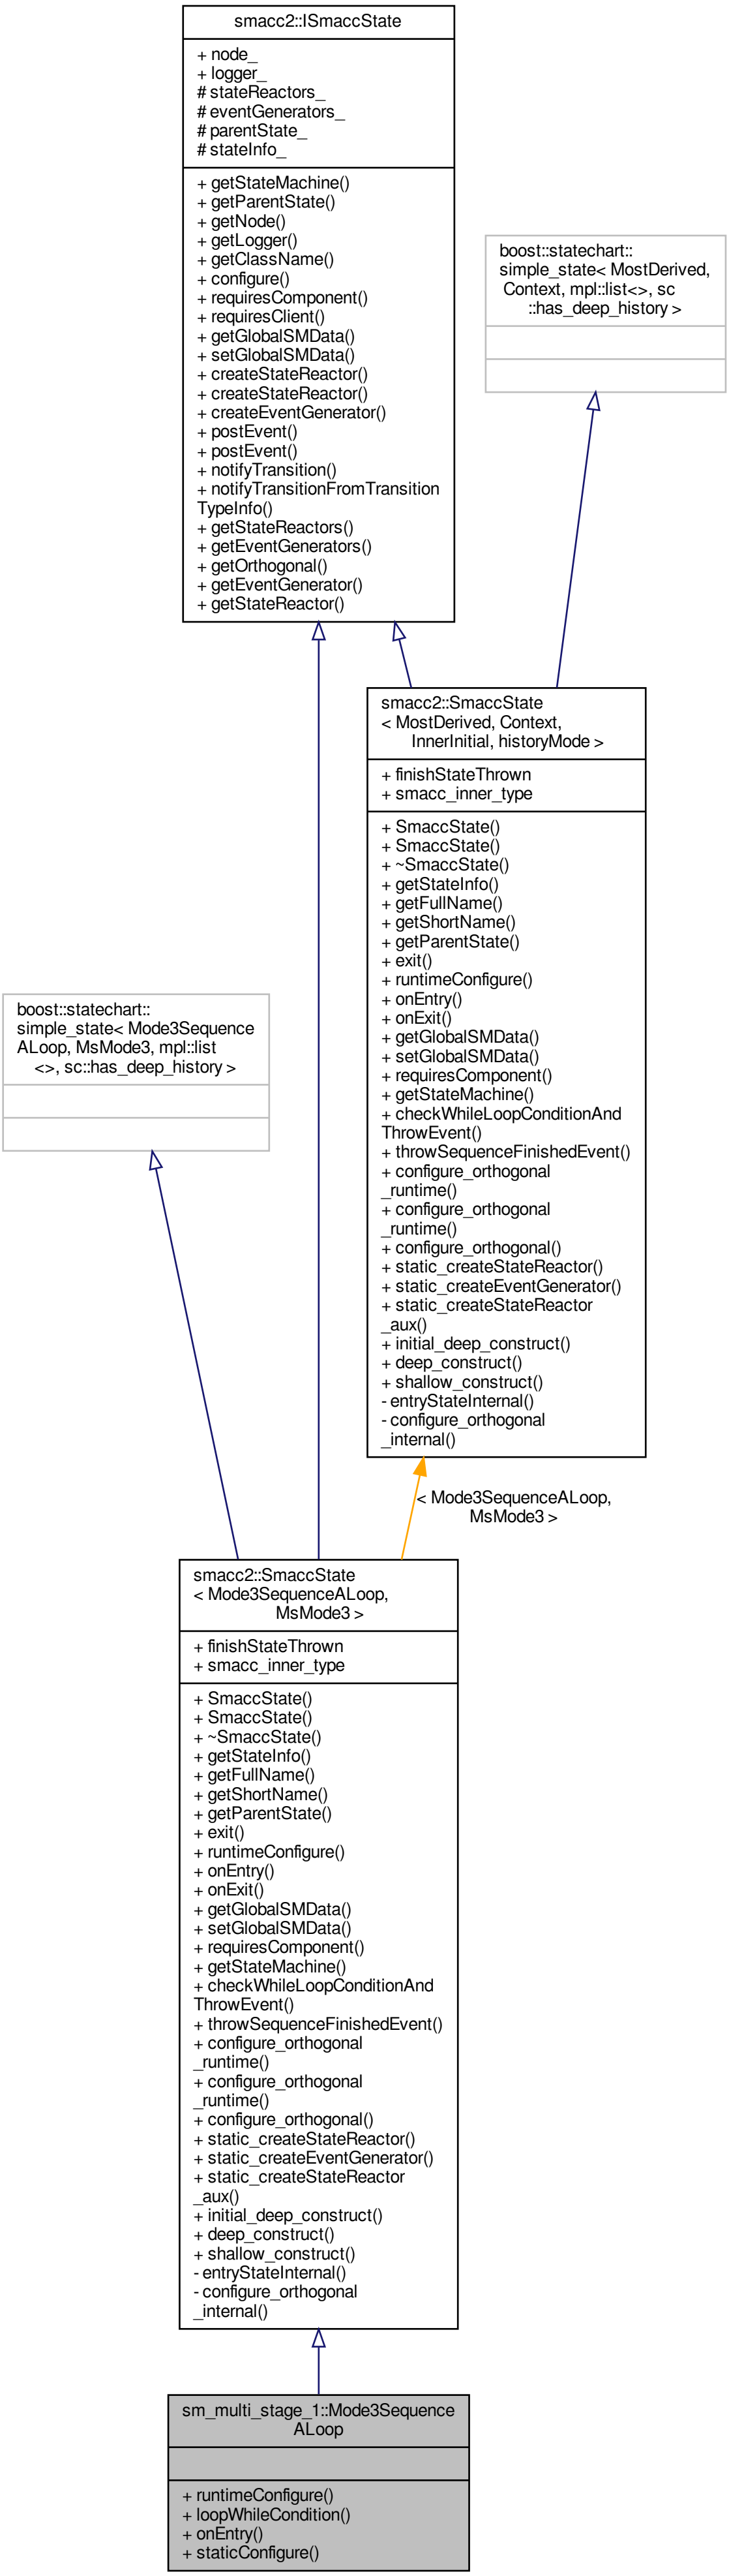 smacc2::ISmaccState
+ node_
+ logger_
# stateReactors_
# eventGenerators_
# parentState_
# stateInfo_
+ getStateMachine()
+ getParentState()
+ getNode()
+ getLogger()
+ getClassName()
+ configure()
+ requiresComponent()
+ requiresClient()
+ getGlobalSMData()
+ setGlobalSMData()
+ createStateReactor()
+ createStateReactor()
+ createEventGenerator()
+ postEvent()
+ postEvent()
+ notifyTransition()
+ notifyTransitionFromTransition
TypeInfo()
+ getStateReactors()
+ getEventGenerators()
+ getOrthogonal()
+ getEventGenerator()
+ getStateReactor()
boost::statechart::
simple_state< MostDerived,
Context, mpl::list<>, sc
::has_deep_history >
smacc2::SmaccState
< MostDerived, Context,
InnerInitial, historyMode >
+ finishStateThrown
+ smacc_inner_type
+ SmaccState()
+ SmaccState()
+ ~SmaccState()
+ getStateInfo()
+ getFullName()
+ getShortName()
+ getParentState()
+ exit()
+ runtimeConfigure()
+ onEntry()
+ onExit()
+ getGlobalSMData()
+ setGlobalSMData()
+ requiresComponent()
+ getStateMachine()
+ checkWhileLoopConditionAnd
ThrowEvent()
+ throwSequenceFinishedEvent()
+ configure_orthogonal
_runtime()
+ configure_orthogonal
_runtime()
+ configure_orthogonal()
+ static_createStateReactor()
+ static_createEventGenerator()
+ static_createStateReactor
_aux()
+ initial_deep_construct()
+ deep_construct()
+ shallow_construct()
- entryStateInternal()
- configure_orthogonal
_internal()
boost::statechart::
simple_state< Mode3Sequence
ALoop, MsMode3, mpl::list
<>, sc::has_deep_history >
< Mode3SequenceALoop,
MsMode3 >
smacc2::SmaccState
< Mode3SequenceALoop,
MsMode3 >
+ finishStateThrown
+ smacc_inner_type
+ SmaccState()
+ SmaccState()
+ ~SmaccState()
+ getStateInfo()
+ getFullName()
+ getShortName()
+ getParentState()
+ exit()
+ runtimeConfigure()
+ onEntry()
+ onExit()
+ getGlobalSMData()
+ setGlobalSMData()
+ requiresComponent()
+ getStateMachine()
+ checkWhileLoopConditionAnd
ThrowEvent()
+ throwSequenceFinishedEvent()
+ configure_orthogonal
_runtime()
+ configure_orthogonal
_runtime()
+ configure_orthogonal()
+ static_createStateReactor()
+ static_createEventGenerator()
+ static_createStateReactor
_aux()
+ initial_deep_construct()
+ deep_construct()
+ shallow_construct()
- entryStateInternal()
- configure_orthogonal
_internal()
sm_multi_stage_1::Mode3Sequence
ALoop
+ runtimeConfigure()
+ loopWhileCondition()
+ onEntry()
+ staticConfigure()